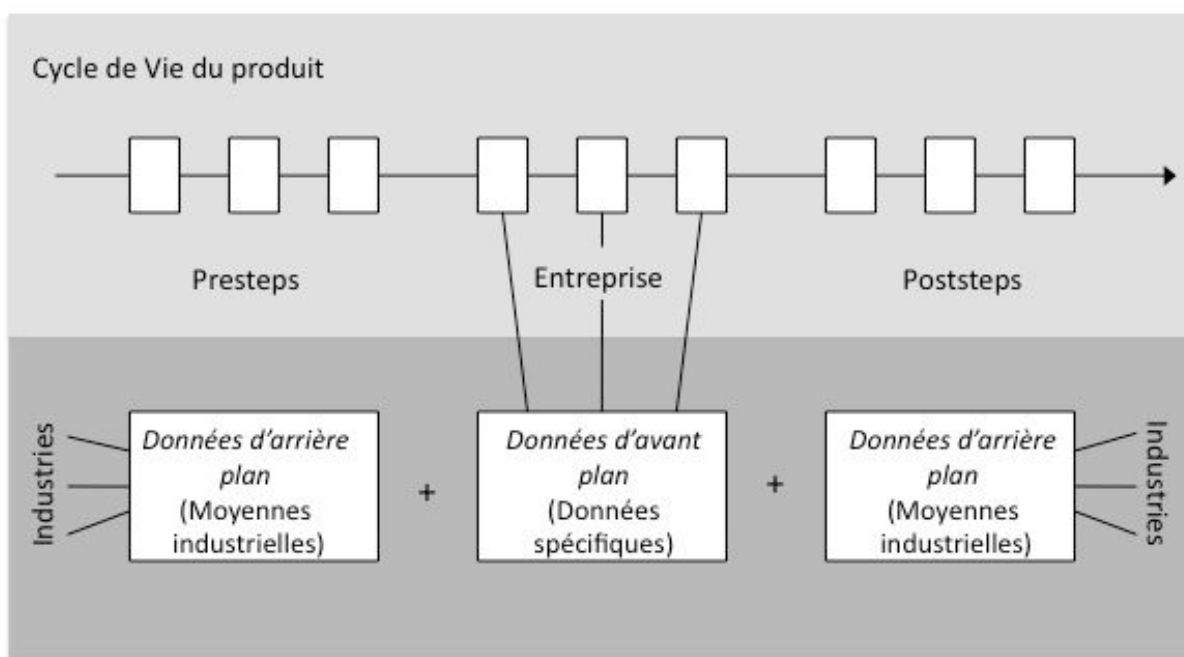 Cycle de Vie du produit
Presteps
Entreprise
Poststeps
Industries
Données d'arrière
plan
(Moyennes
industrielles)
+
Données d'avant
plan
(Données
spécifiques)
+
Données d'arrière
plan
(Moyennes
industrielles)
Industries